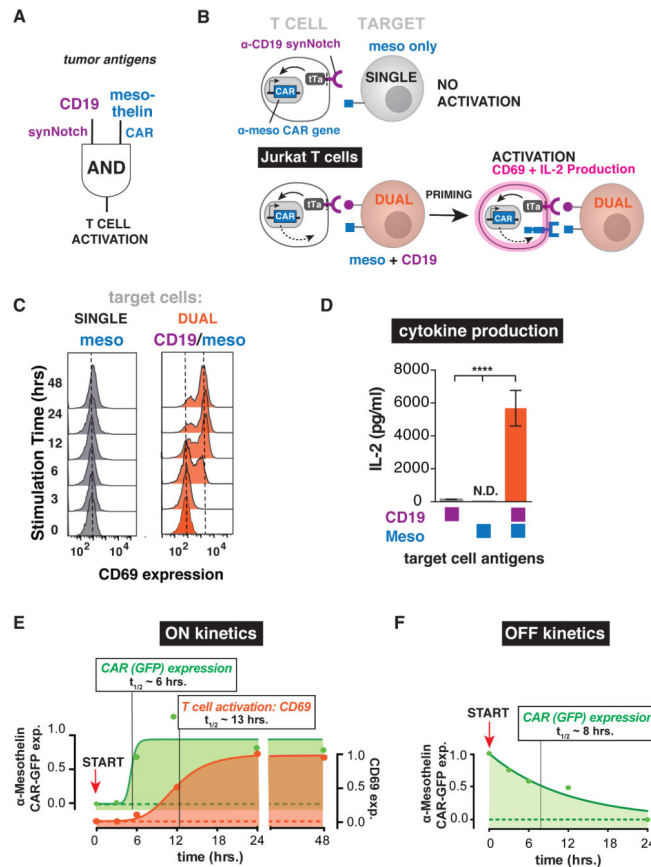 A
tumor antigens
CD19
meso-
thelin
synNotch
CAR
AND
T CELL
ACTIVATION
B
T CELL
TARGET
α-CD19 synNotch
meso only
tTa
SINGLE
CAR
NO
ACTIVATION
α-meso CAR gene
Jurkat T cells
ACTIVATION
CD69 + IL-2 Production
tTa
CAR
DUAL
PRIMING
tTa
CAR
DUAL
meso + CD19
C
target cells:
SINGLE
DUAL
meso
CD19/meso
Stimulation Time (hrs)
48
24
12
6
3
0
10² 10⁴
10² 10⁴
CD69 expression
D
cytokine production
IL-2 (pg/ml)
8000
6000
4000
2000
0
****
N.D.
CD19
Meso
target cell antigens
E
ON kinetics
CAR (GFP) expression
t1/2 ~ 6 hrs.
T cell activation: CD69
t1/2 ~ 13 hrs.
START
α-Mesothelin
CAR-GFP exp.
1.0
0.5
0.0
1.0
0.5
0.0
CD69 exp.
0 6 12 24 48
time (hrs.)
F
OFF kinetics
START
CAR (GFP) expression
t1/2 ~ 8 hrs.
α-Mesothelin
CAR-GFP exp.
1.0
0.5
0.0
0 6 12 24
time (hrs.)